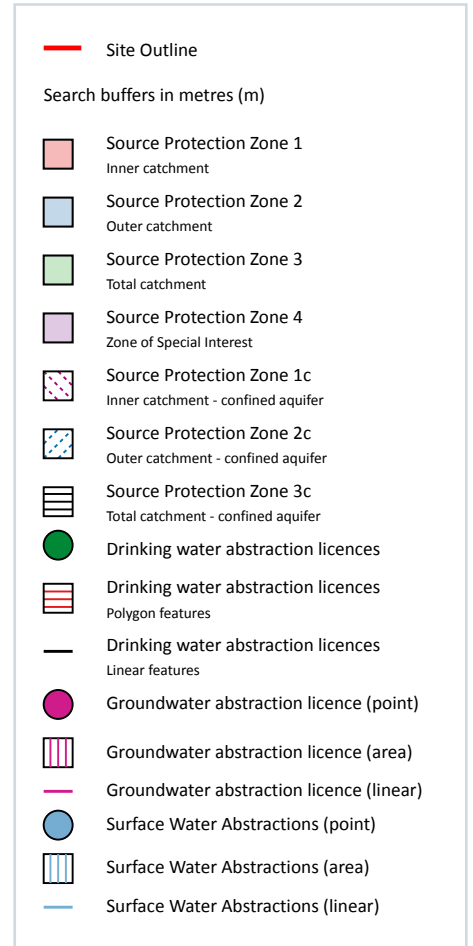 Site Outline
Search buffers in metres (m)
Source Protection Zone 1
Inner catchment
Source Protection Zone 2
Outer catchment
Source Protection Zone 3
Total catchment
Source Protection Zone 4
Zone of Special Interest
Source Protection Zone 1c
Inner catchment - confined aquifer
Source Protection Zone 2c
Outer catchment - confined aquifer
Source Protection Zone 3c
Total catchment - confined aquifer
Drinking water abstraction licences
Drinking water abstraction licences
Polygon features
Drinking water abstraction licences
Linear features
Groundwater abstraction licence (point)
Groundwater abstraction licence (area)
Groundwater abstraction licence (linear)
Surface Water Abstractions (point)
Surface Water Abstractions (area)
Surface Water Abstractions (linear)